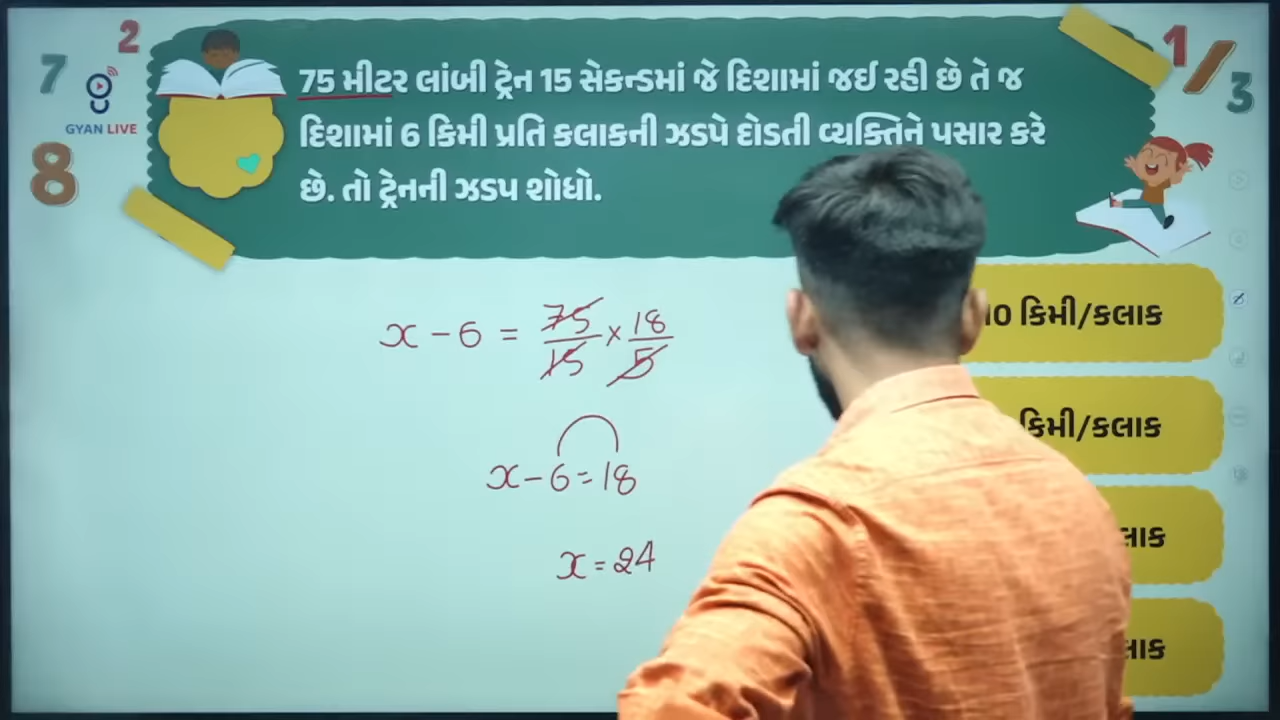 7
2
GYAN LIVE
8
1/3
75 મીટર લાંબી ટ્રેન 15 સેકન્ડમાં જે દિશામાં જઈ રહી છે તે જ
દિશામાં 6 કિમી પ્રતિ કલાકની ઝડપે દોડતી વ્યક્તિને પસાર કરે
છે. તો ટ્રેનની ઝડપ શોધો.
x - 6 = 75/15 × 18/5
x - 6 = 18
x = 24
10 કિમી/કલાક
કિમી/કલાક